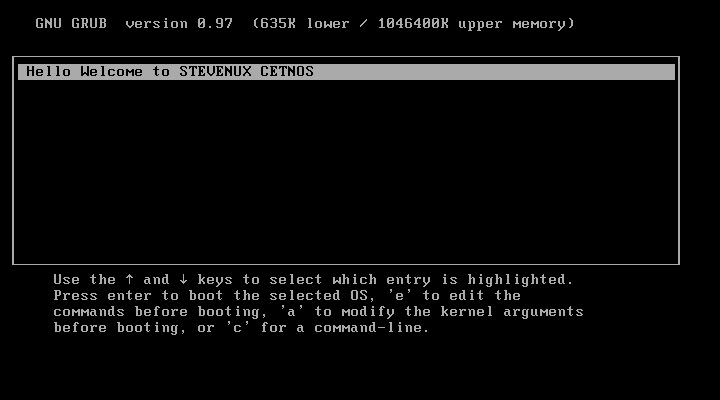 GNU GRUB  version 0.97  (635K lower / 1046400K upper memory)
Hello Welcome to STEVENUX CETNOS
Use the ↑ and ↓ keys to select which entry is highlighted.
Press enter to boot the selected OS, 'e' to edit the
commands before booting, 'a' to modify the kernel arguments
before booting, or 'c' for a command-line.